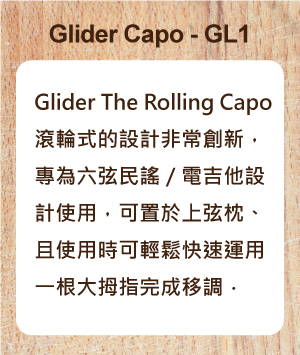 Glider Capo - GL1
Glider The Rolling Capo
滾輪式的設計非常創新，
專為六弦民謠 / 電吉他設
計使用，可置於上弦枕、
且使用時可輕鬆快速運用
一根大拇指完成移調．